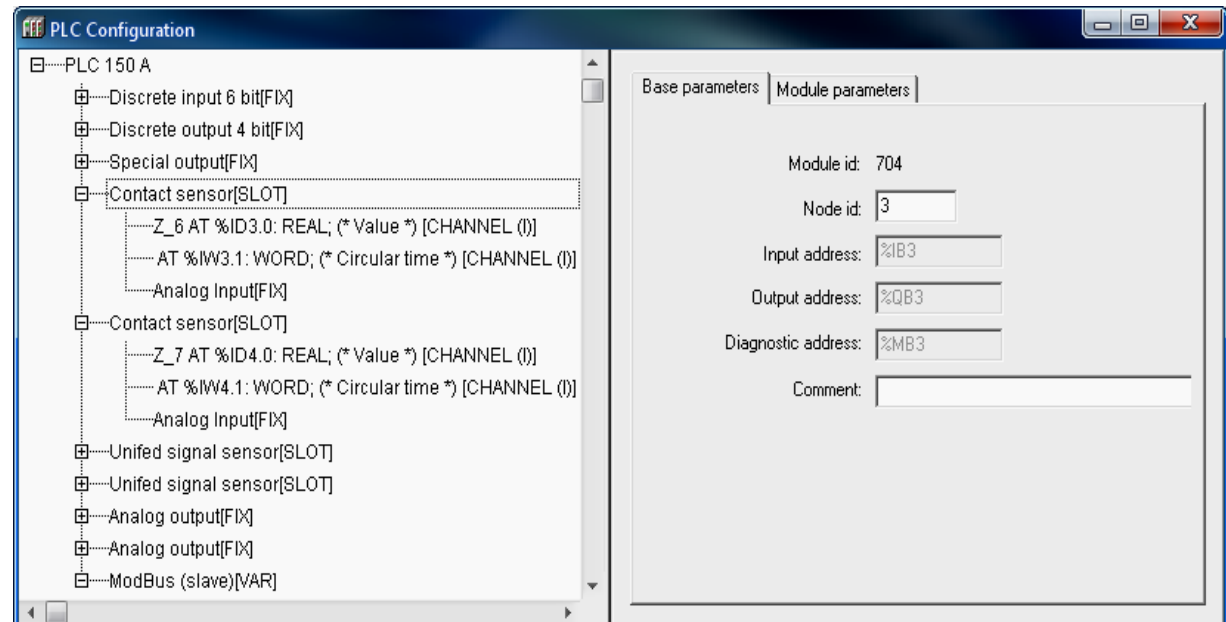 PLC Configuration
PLC 150 A
Discrete input 6 bit[FIX]
Discrete output 4 bit[FIX]
Special output[FIX]
Contact sensor[SLOT]
Z_6 AT %ID3.0: REAL; (* Value *) [CHANNEL (I)]
AT %IW3.1: WORD; (* Circular time *) [CHANNEL (I)]
Analog Input[FIX]
Contact sensor[SLOT]
Z_7 AT %ID4.0: REAL; (* Value *) [CHANNEL (I)]
AT %IW4.1: WORD; (* Circular time *) [CHANNEL (I)]
Analog Input[FIX]
Unifed signal sensor[SLOT]
Unifed signal sensor[SLOT]
Analog output[FIX]
Analog output[FIX]
ModBus (slave)[VAR]
Base parameters Module parameters
Module id: 704
Node id: 3
Input address: %IB3
Output address: %QB3
Diagnostic address: %MB3
Comment: